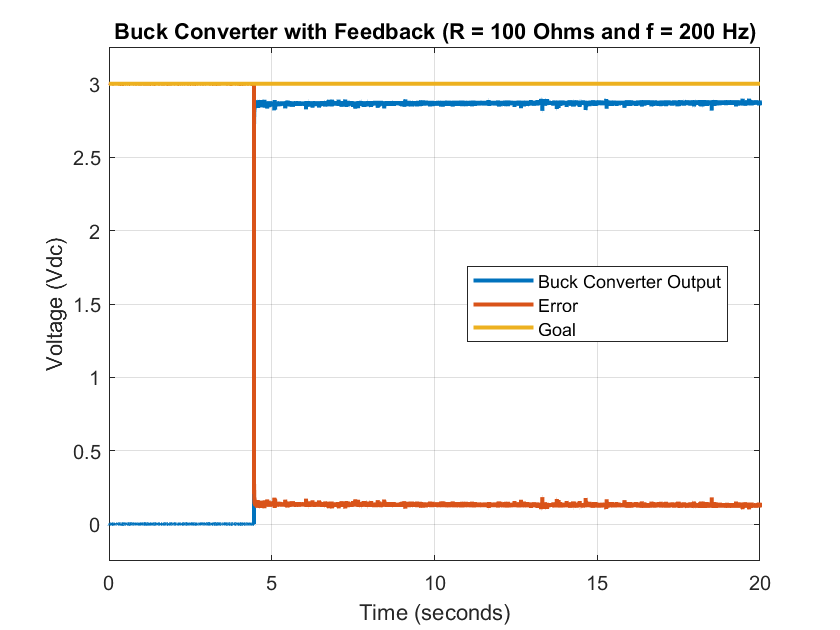 Buck Converter with Feedback (R = 100 Ohms and f = 200 Hz)
3
2.5
2
1.5
1
0.5
0
Voltage (Vdc)
Buck Converter Output
Error
Goal
0
5
10
15
20
Time (seconds)